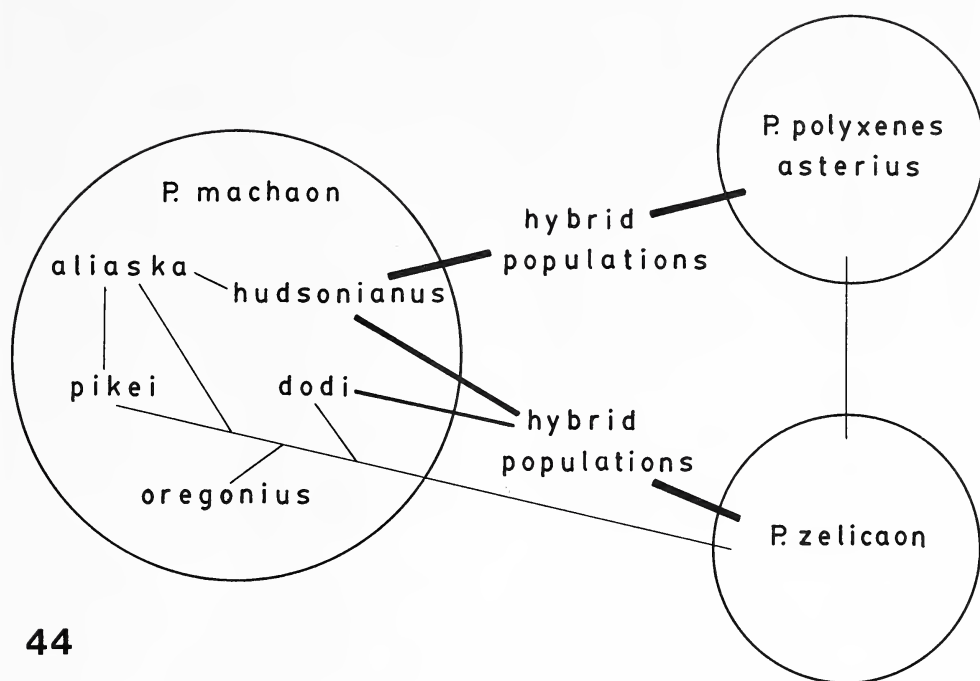 P. polyxenes
asterius
P. machaon
hybrid
populations
aliaska
hudsonianus
pikei
dodi
hybrid
populations
oregonius
P. zelicaon
44